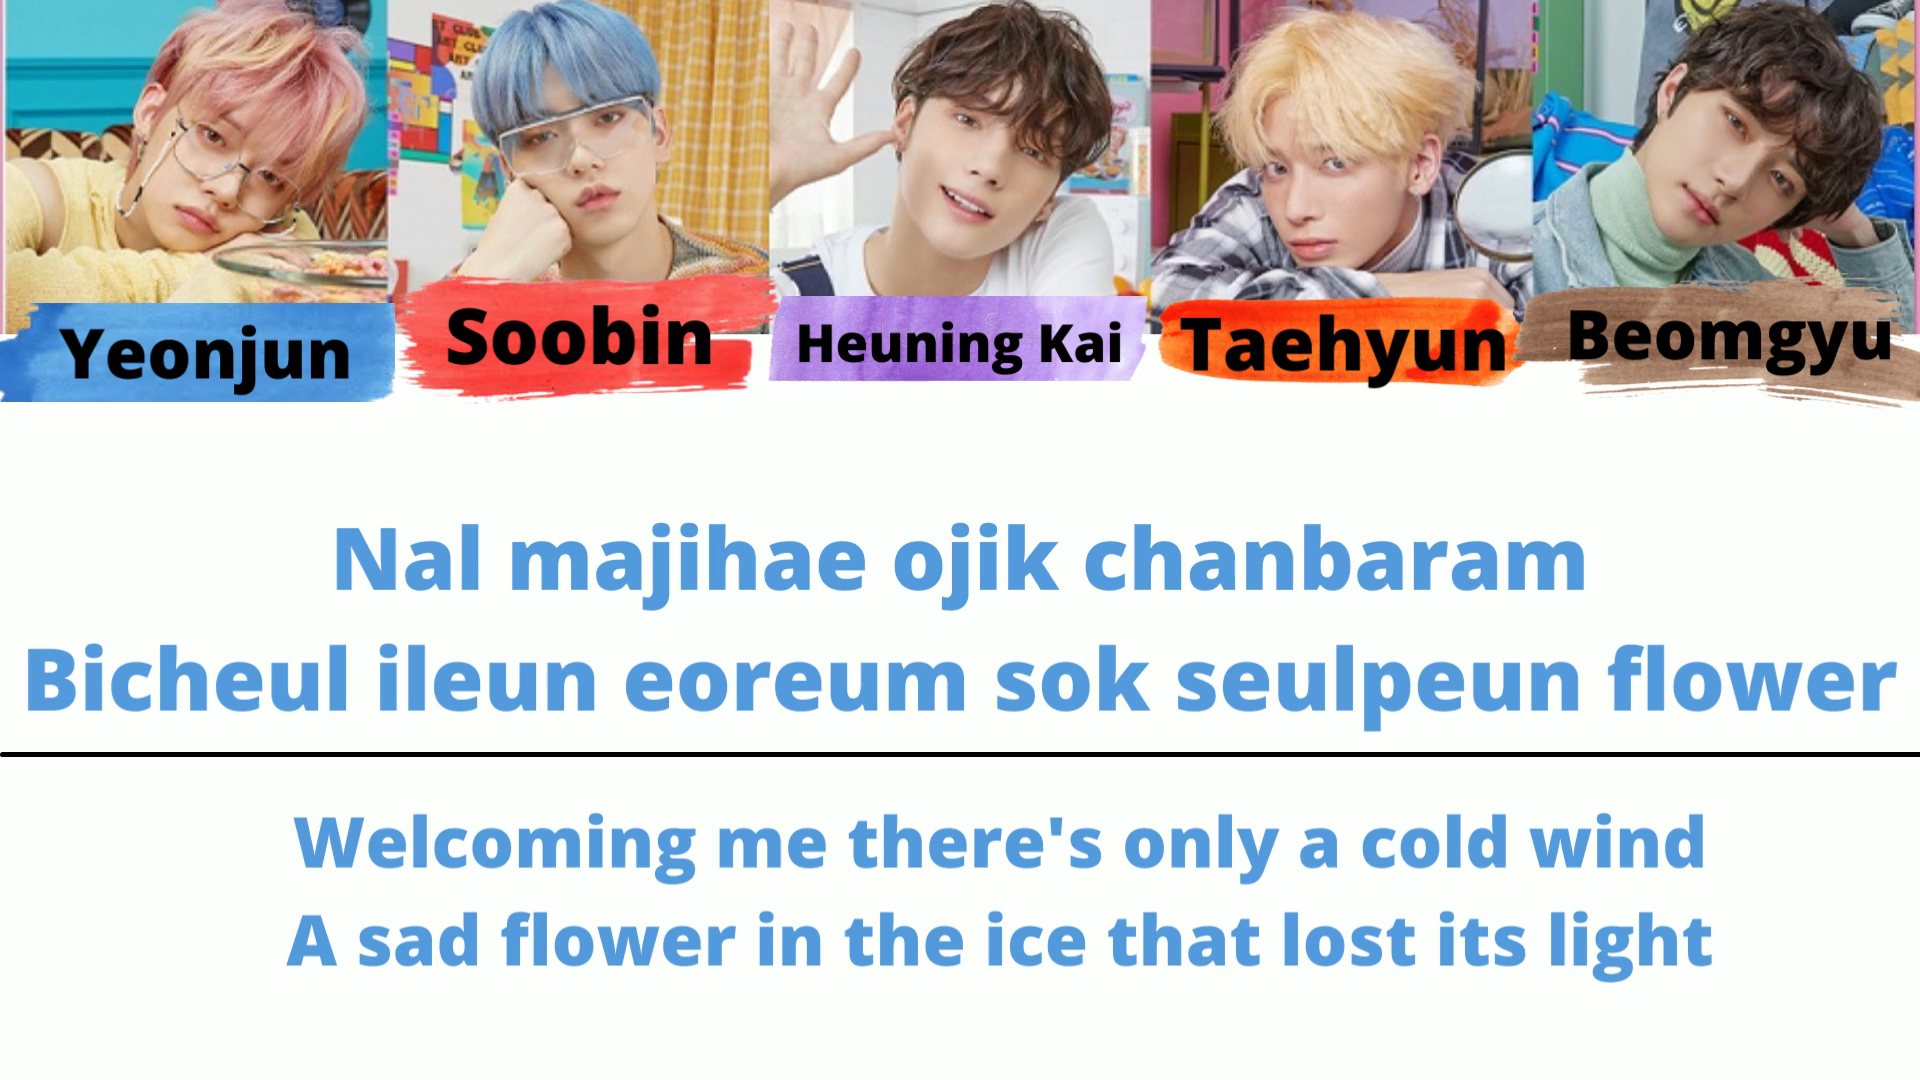 Yeonjun
Soobin
Heuning Kai
Taehyun
Beomgyu
Nal majihae ojik chanbaram
Bicheul ileun eoreum sok seulpeun flower
Welcoming me there's only a cold wind
A sad flower in the ice that lost its light